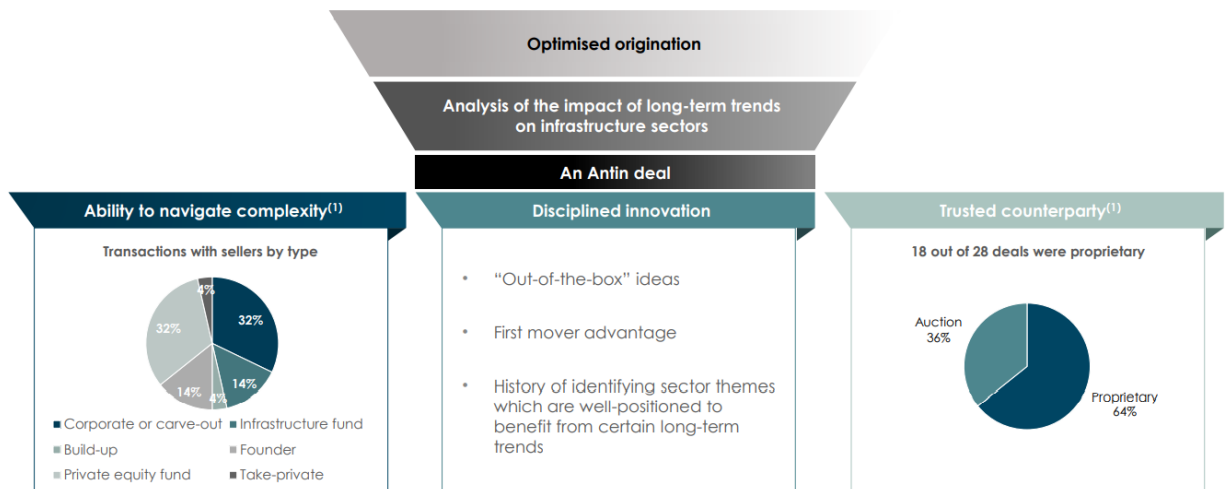 Optimised origination
Analysis of the impact of long-term trends
on infrastructure sectors
An Antin deal
Ability to navigate complexity(1)
Transactions with sellers by type
4%
32%
32%
14%
14%
4%
Corporate or carve-out
Infrastructure fund
Build-up
Founder
Private equity fund
Take-private
Disciplined innovation
• “Out-of-the-box” ideas
• First mover advantage
• History of identifying sector themes
which are well-positioned to
benefit from certain long-term
trends
Trusted counterparty(1)
18 out of 28 deals were proprietary
Auction
36%
Proprietary
64%